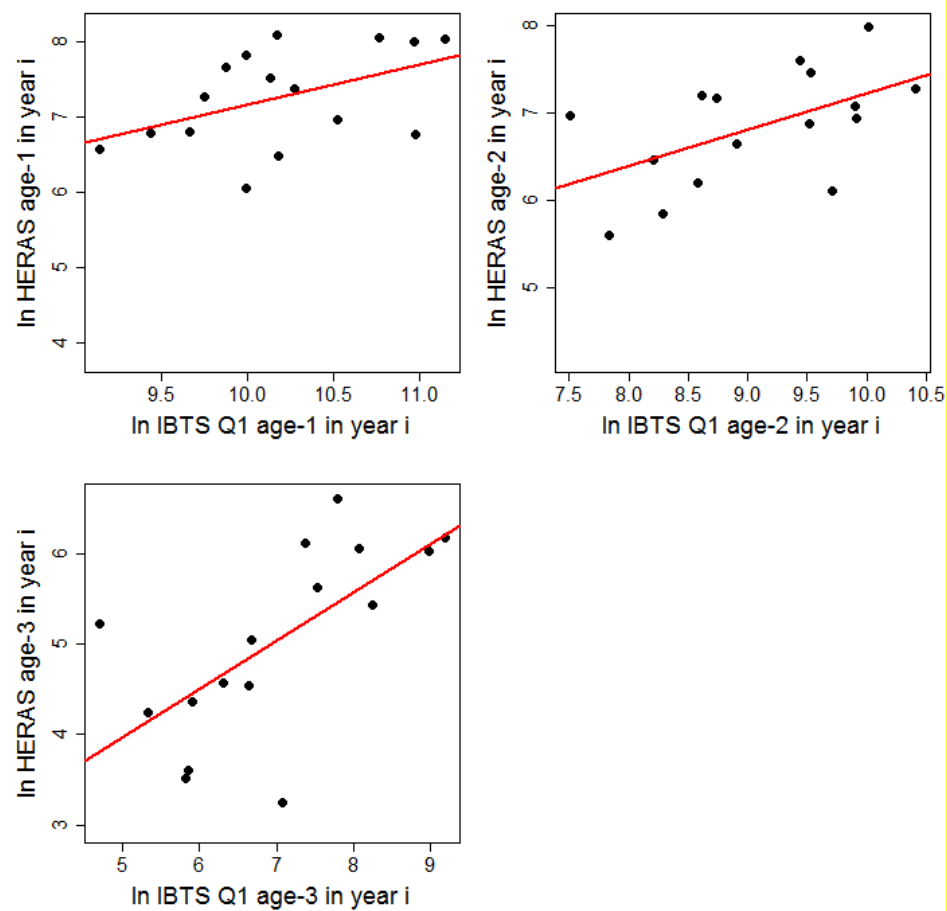 ln HERAS age-1 in year i
8
7
6
5
4
9.5 10.0 10.5 11.0
ln IBTS Q1 age-1 in year i
ln HERAS age-2 in year i
8
7
6
5
7.5 8.0 8.5 9.0 9.5 10.0 10.5
ln IBTS Q1 age-2 in year i
ln HERAS age-3 in year i
6
5
4
3
5 6 7 8 9
ln IBTS Q1 age-3 in year i